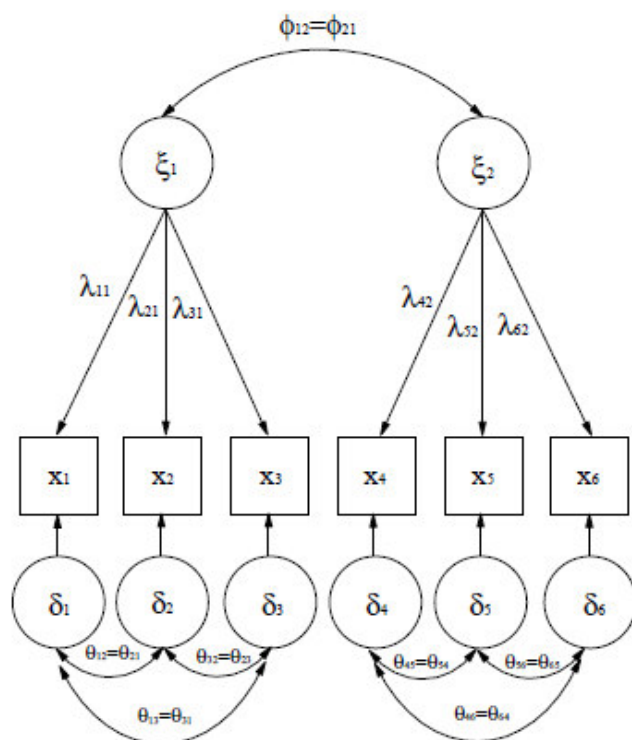 ϕ12=ϕ21
ξ1 ξ2
λ11 λ21 λ31 λ42 λ52 λ62
x1 x2 x3 x4 x5 x6
δ1 δ2 δ3 δ4 δ5 δ6
θ12=θ21 θ32=θ23 θ45=θ54 θ56=θ65
θ13=θ31 θ46=θ64